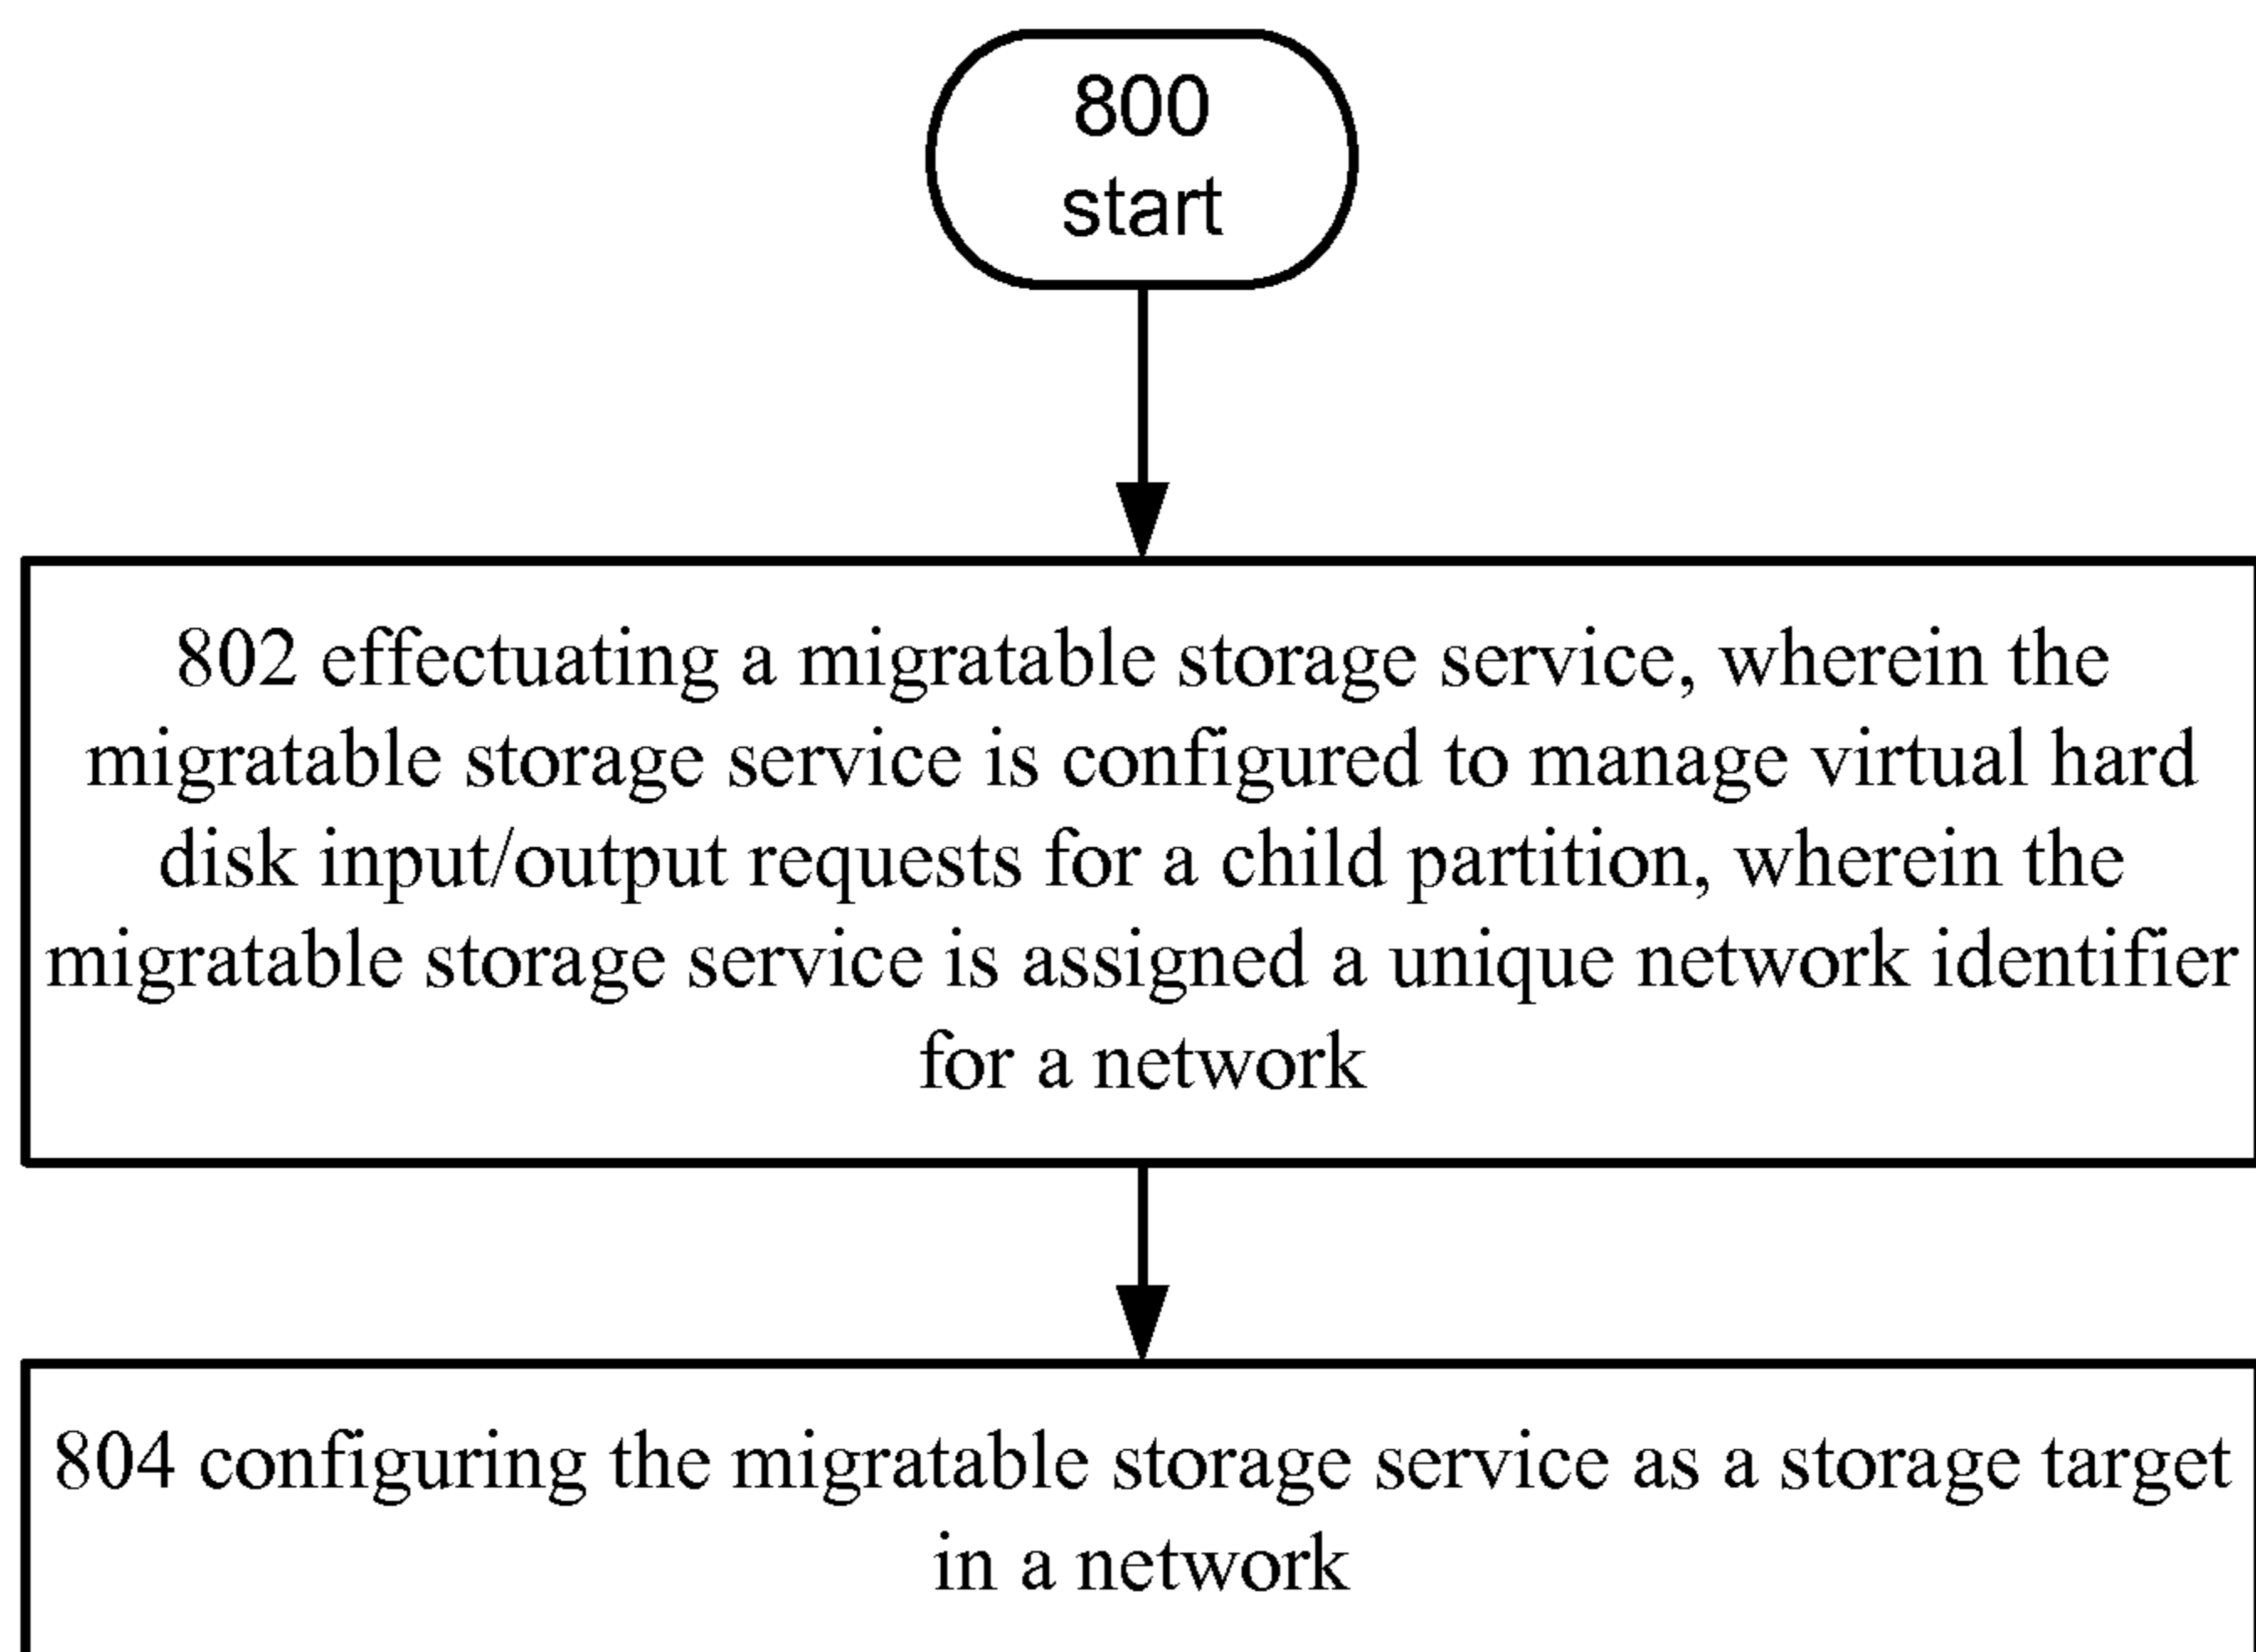 800
start
802 effectuating a migratable storage service, wherein the
migratable storage service is configured to manage virtual hard
disk input/output requests for a child partition, wherein the
migratable storage service is assigned a unique network identifier
for a network
804 configuring the migratable storage service as a storage target
in a network